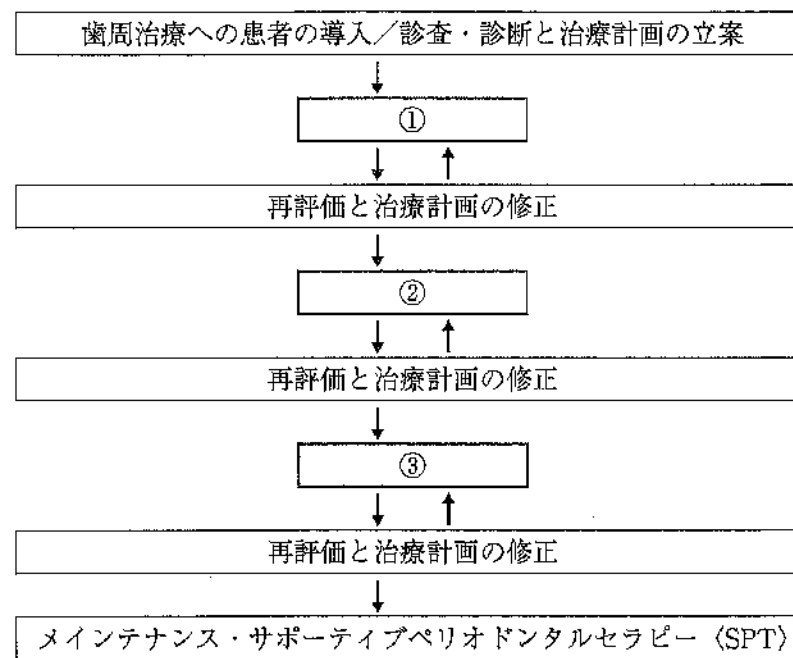 歯周治療への患者の導入／診査・診断と治療計画の立案
①
再評価と治療計画の修正
②
再評価と治療計画の修正
③
再評価と治療計画の修正
メインテナンス・サポーティブペリオドンタルセラピー〈SPT〉